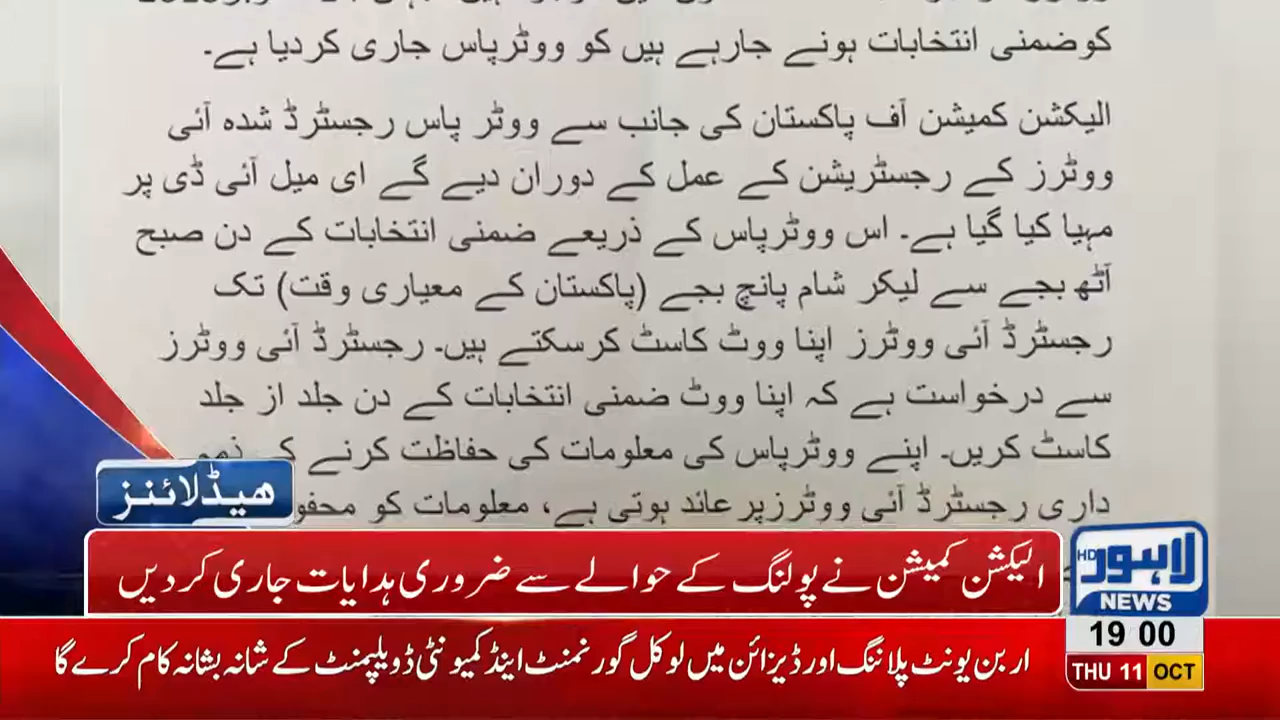 کوضمنی انتخابات ہونے جارہے ہیں کو ووٹرپاس جاری کردیا ہے۔
الیکشن کمیشن آف پاکستان کی جانب سے ووٹر پاس رجسٹرڈ شدہ آئی
ووٹرز کے رجسٹریشن کے عمل کے دوران دیے گے ای میل آئی ڈی پر
مہیا کیا گیا ہے۔ اس ووٹرپاس کے ذریعے ضمنی انتخابات کے دن صبح
آٹھ بجے سے لیکر شام پانچ بجے (پاکستان کے معیاری وقت) تک
رجسٹرڈ آئی ووٹرز اپنا ووٹ کاسٹ کرسکتے ہیں۔ رجسٹرڈ آئی ووٹرز
سے درخواست ہے کہ اپنا ووٹ ضمنی انتخابات کے دن جلد از جلد
کاسٹ کریں۔ اپنے ووٹرپاس کی معلومات کی حفاظت کرنے کی ذمہ
داری رجسٹرڈ آئی ووٹرزپر عائد ہوتی ہے، معلومات کو
ھیڈلائنز
الیکشن کمیشن نے پولنگ کے حوالے سے ضروری ہدایات جاری کر دیں
لاہور HD
NEWS
19 00
THU 11 OCT
اربن یونٹ پلاننگ اور ڈیزائن میں لوکل گورنمنٹ اینڈ کمیونٹی ڈویلپمنٹ کے شانہ بشانہ کام کرے گا